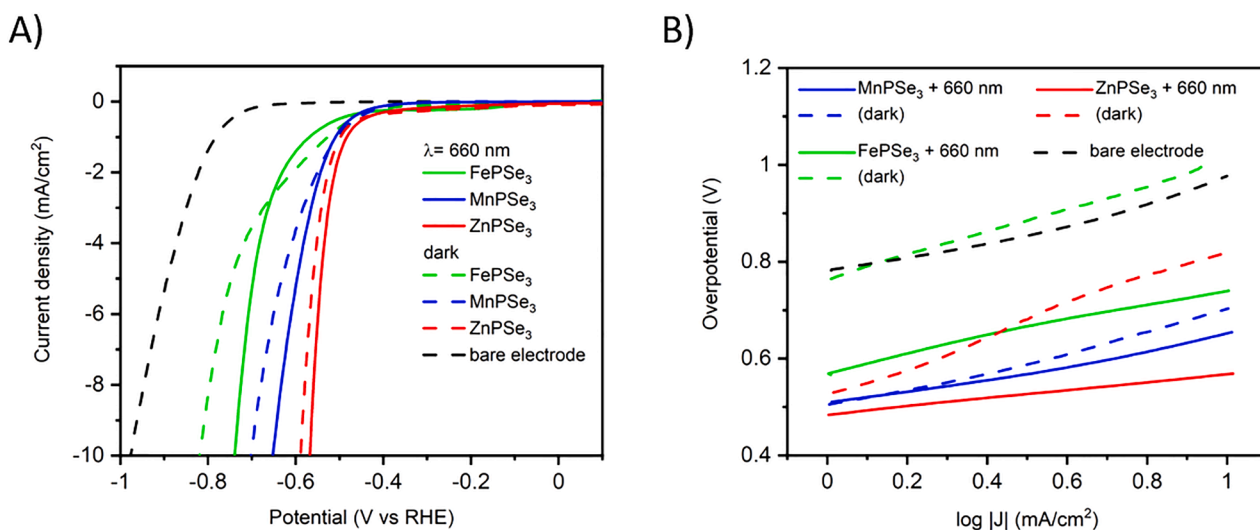 A)
0
-2
-4
-6
-8
-10
Current density (mA/cm²)
λ= 660 nm
FePSe₃
MnPSe₃
ZnPSe₃
dark
FePSe₃
MnPSe₃
ZnPSe₃
bare electrode
-1
-0.8
-0.6
-0.4
-0.2
0
Potential (V vs RHE)
B)
1.2
1
0.8
0.6
0.4
Overpotential (V)
MnPSe₃ + 660 nm
(dark)
FePSe₃ + 660 nm
(dark)
ZnPSe₃ + 660 nm
(dark)
bare electrode
0
0.2
0.4
0.6
0.8
1
log |J| (mA/cm²)